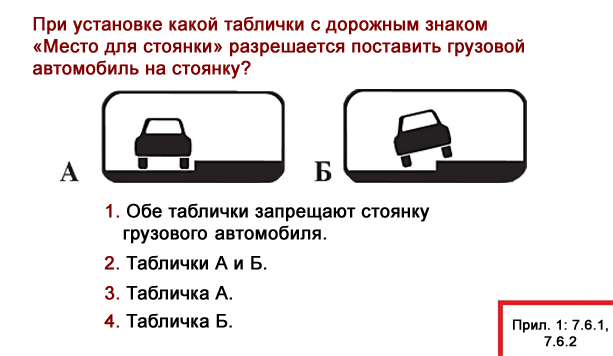 При установке какой таблички с дорожным знаком
«Место для стоянки» разрешается поставить грузовой
автомобиль на стоянку?
А
Б
1. Обе таблички запрещают стоянку
грузового автомобиля.
2. Таблички А и Б.
3. Табличка А.
4. Табличка Б.
Прил. 1: 7.6.1,
7.6.2